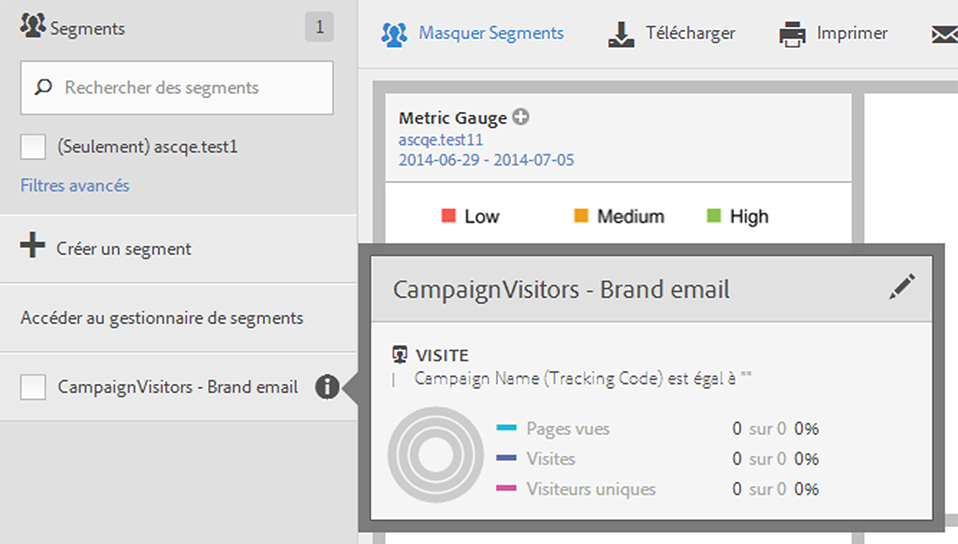 Segments 1
Rechercher des segments
(Seulement) ascqe.test1
Filtres avancés
Créer un segment
Accéder au gestionnaire de segments
CampaignVisitors - Brand email
Masquer Segments Télécharger Imprimer
Metric Gauge
ascqe.test11
2014-06-29 - 2014-07-05
Low Medium High
CampaignVisitors - Brand email
VISITE
| Campaign Name (Tracking Code) est égal à ""
Pages vues 0 sur 0 0%
Visites 0 sur 0 0%
Visiteurs uniques 0 sur 0 0%